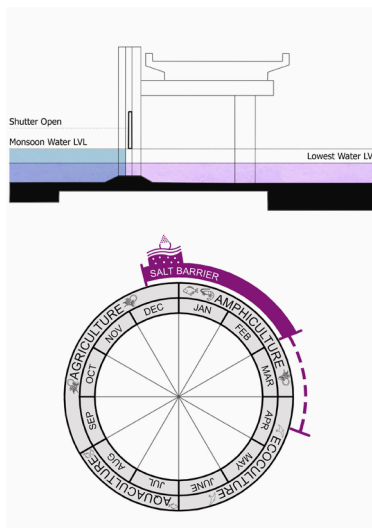 Shutter Open
Monsoon Water LVL
Lowest Water LV
SALT BARRIER
AMPHICULTURE
ECOCULTURE
AQUACULTURE
AGRICULTURE
JAN
FEB
MAR
APR
MAY
JUNE
JUL
AUG
SEP
OCT
NOV
DEC